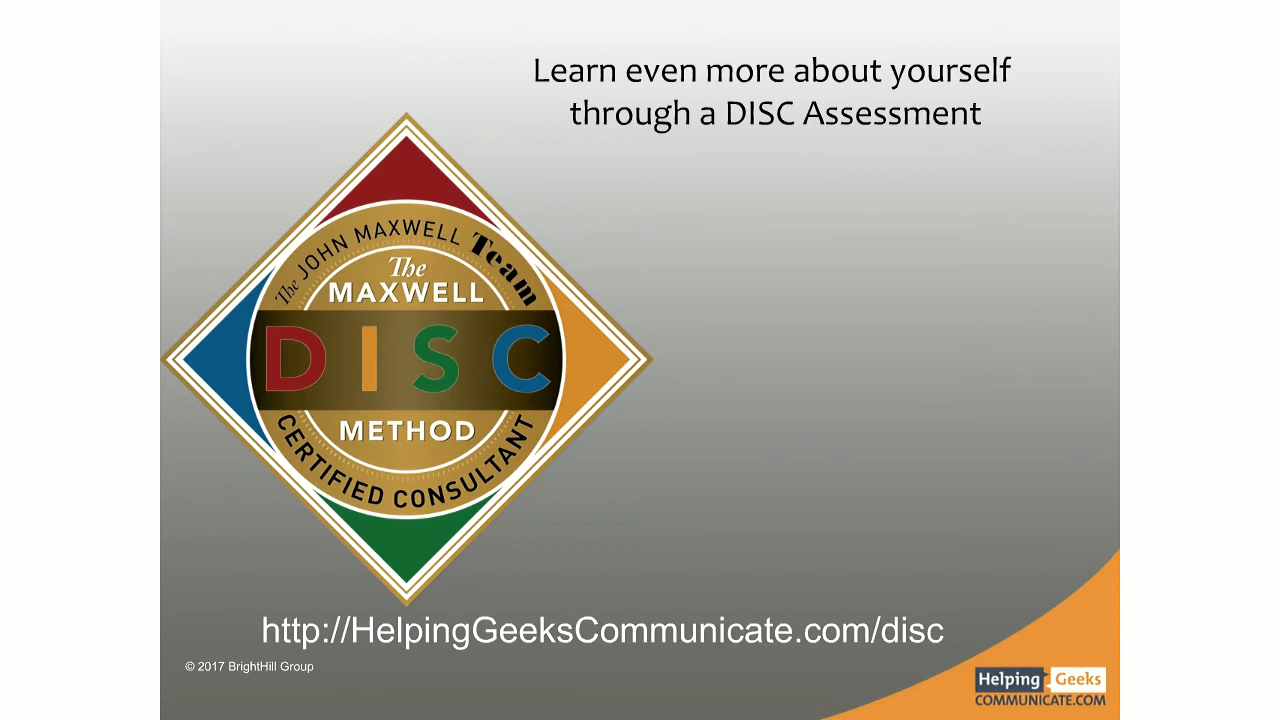 Learn even more about yourself
through a DISC Assessment
The JOHN MAXWELL Team
The
MAXWELL
DISC
METHOD
CERTIFIED CONSULTANT
http://HelpingGeeksCommunicate.com/disc
© 2017 BrightHill Group
Helping Geeks
COMMUNICATE.COM